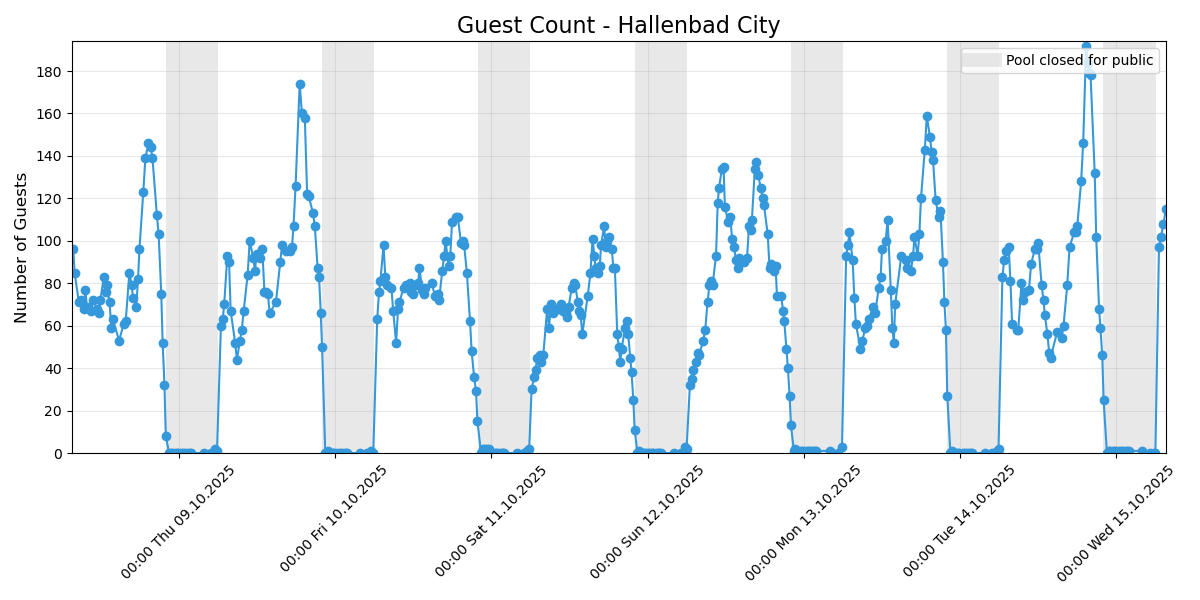 Guest Count - Hallenbad City
Pool closed for public
Number of Guests
180
160
140
120
100
80
60
40
20
0
00:00 Thu 09.10.2025
00:00 Fri 10.10.2025
00:00 Sat 11.10.2025
00:00 Sun 12.10.2025
00:00 Mon 13.10.2025
00:00 Tue 14.10.2025
00:00 Wed 15.10.2025